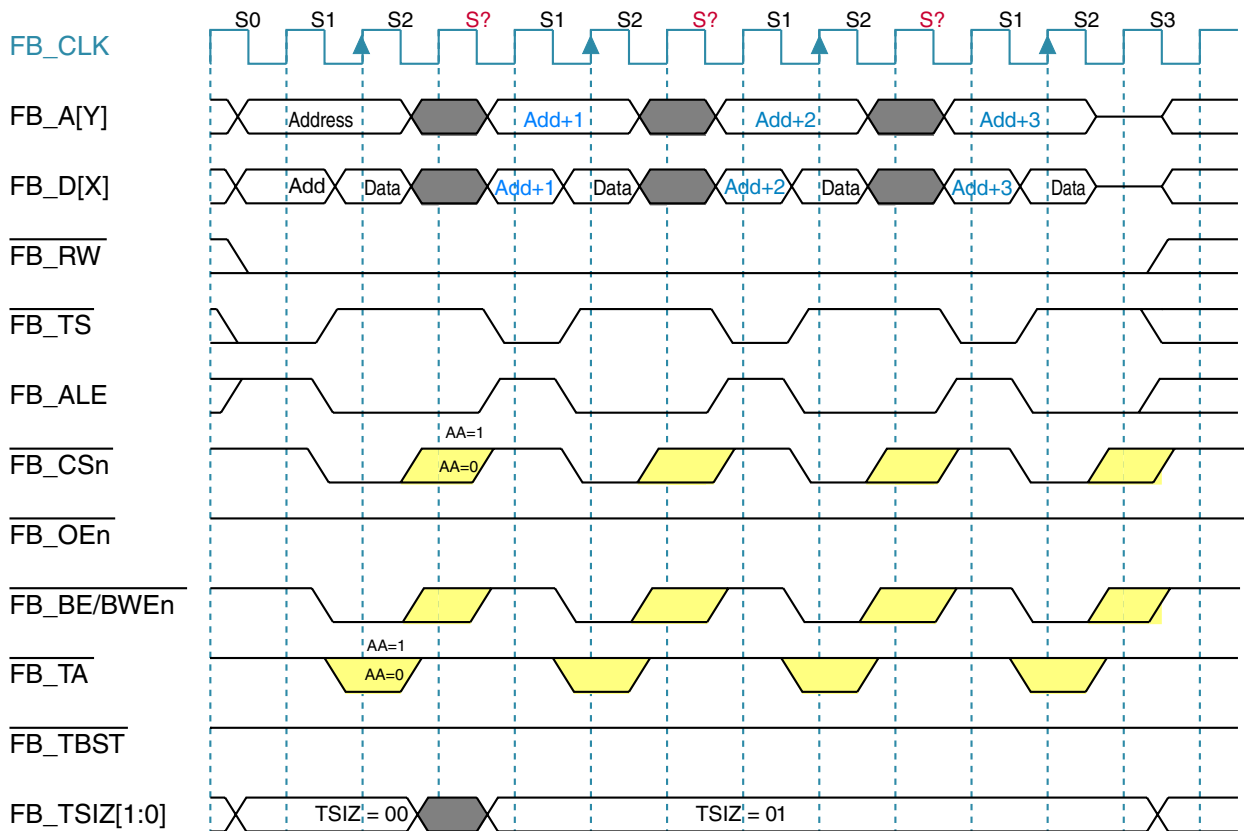 S0 S1 S2 S? S1 S2 S? S1 S2 S? S1 S2 S3
FB_CLK
FB_A[Y] Address Add+1 Add+2 Add+3
FB_D[X] Add Data Add+1 Data Add+2 Data Add+3 Data
FB_RW
FB_TS
FB_ALE
AA=1
FB_CSn AA=0
FB_OEn
FB_BE/BWEn
AA=1
FB_TA AA=0
FB_TBST
FB_TSIZ[1:0] TSIZ = 00 TSIZ = 01